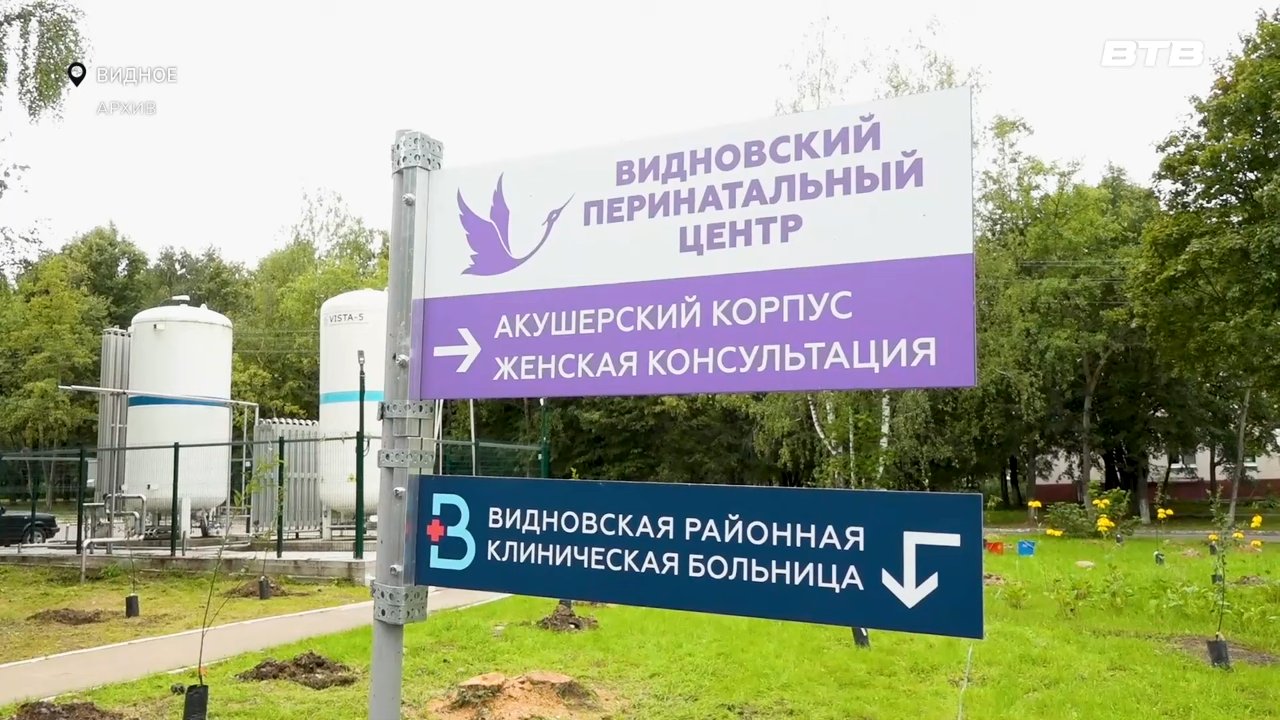 ВИДНОЕ
АРХИВ
ВТВ
ВИДНОВСКИЙ
ПЕРИНАТАЛЬНЫЙ
ЦЕНТР
АКУШЕРСКИЙ КОРПУС
ЖЕНСКАЯ КОНСУЛЬТАЦИЯ
VISTA-5
В ВИДНОВСКАЯ РАЙОННАЯ
КЛИНИЧЕСКАЯ БОЛЬНИЦА